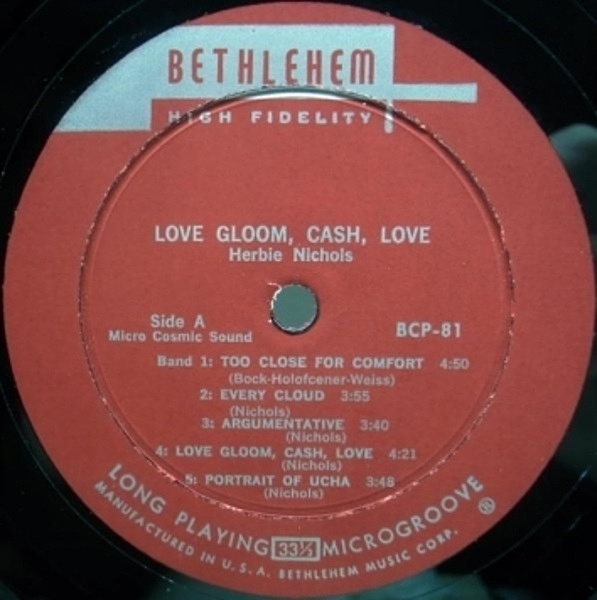 BETHLEHEM
HIGH FIDELITY
LOVE GLOOM, CASH, LOVE
Herbie Nichols
Side A
Micro Cosmic Sound
BCP-81
Band 1: TOO CLOSE FOR COMFORT 4:50
(Bock-Holofcener-Weiss)
2: EVERY CLOUD 3:55
(Nichols)
3: ARGUMENTATIVE 3:40
(Nichols)
4: LOVE GLOOM, CASH, LOVE 4:21
(Nichols)
5: PORTRAIT OF UCHA 3:48
(Nichols)
LONG PLAYING 33⅓ MICROGROOVE ®
MANUFACTURED IN U.S.A. BETHLEHEM MUSIC CORP.